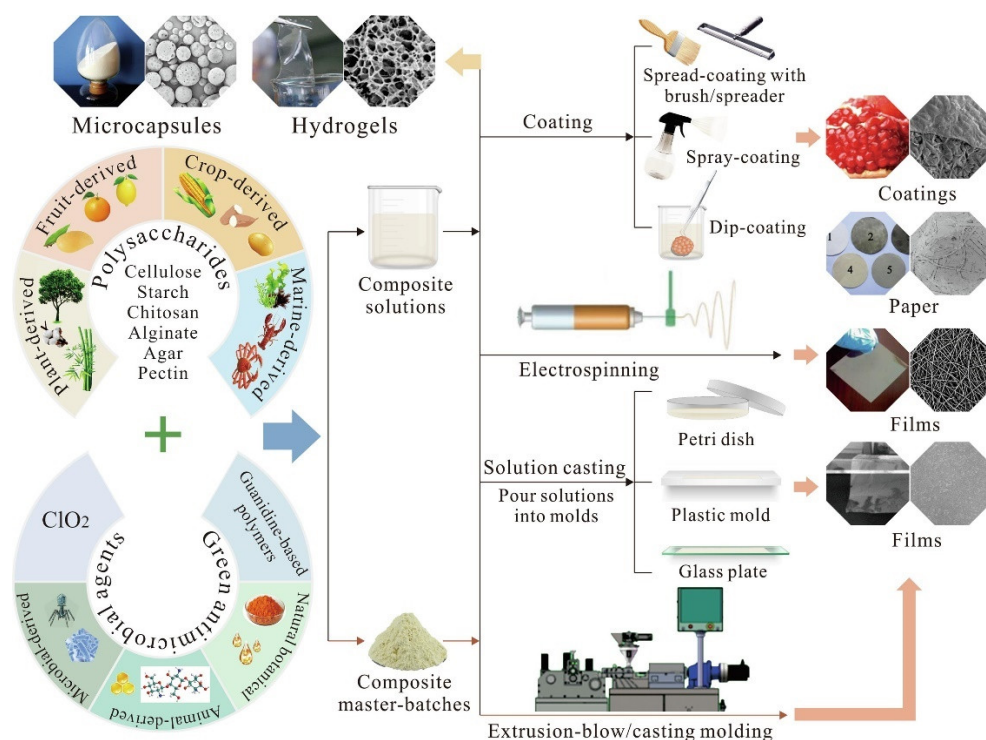 Microcapsules
Hydrogels
Fruit-derived
Crop-derived
Plant-derived
Marine-derived
Polysaccharides
Cellulose
Starch
Chitosan
Alginate
Agar
Pectin
+
ClO2
Guanidine-based
polymers
Microbial-derived
Animal-derived
Natural botanical
Green antimicrobial agents
Composite
solutions
Composite
master-batches
Coating
Spread-coating with
brush/spreader
Spray-coating
Dip-coating
Electrospinning
Solution casting
Pour solutions
into molds
Petri dish
Plastic mold
Glass plate
Extrusion-blow/casting molding
Coatings
1
2
4
5
Paper
Films
Films